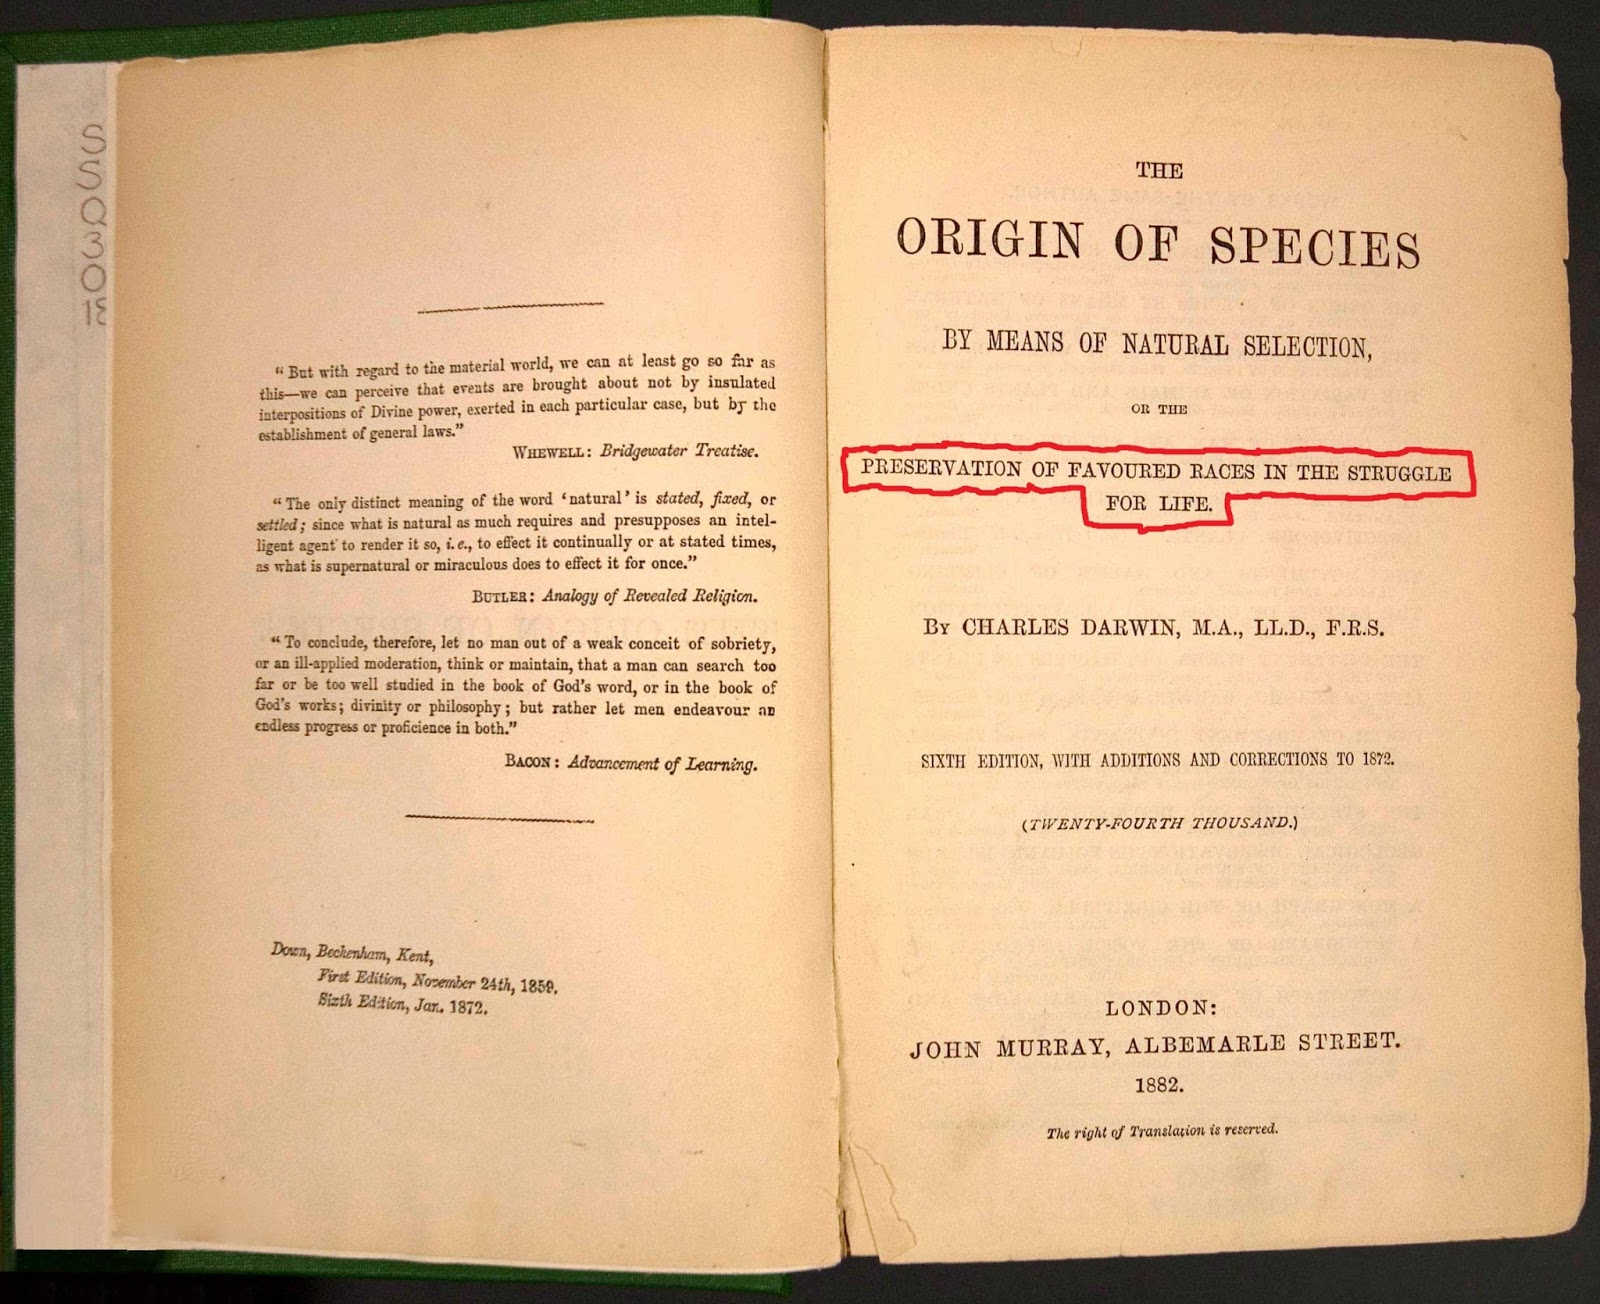 SSQ3018
"But with regard to the material world, we can at least go so far as
this—we can perceive that events are brought about not by insulated
interpositions of Divine power, exerted in each particular case, but by the
establishment of general laws."
WHEWELL: Bridgewater Treatise.
"The only distinct meaning of the word 'natural' is stated, fixed, or
settled; since what is natural as much requires and presupposes an intel-
ligent agent to render it so, i.e., to effect it continually or at stated times,
as what is supernatural or miraculous does to effect it for once."
BUTLER: Analogy of Revealed Religion.
"To conclude, therefore, let no man out of a weak conceit of sobriety,
or an ill-applied moderation, think or maintain, that a man can search too
far or be too well studied in the book of God's word, or in the book of
God's works; divinity or philosophy; but rather let men endeavour an
endless progress or proficience in both."
BACON: Advancement of Learning.
Down, Beckenham, Kent,
First Edition, November 24th, 1859.
Sixth Edition, Jan. 1872.
THE
ORIGIN OF SPECIES
BY MEANS OF NATURAL SELECTION,
OR THE
PRESERVATION OF FAVOURED RACES IN THE STRUGGLE
FOR LIFE.
BY CHARLES DARWIN, M.A., LL.D., F.R.S.
SIXTH EDITION, WITH ADDITIONS AND CORRECTIONS TO 1872.
(TWENTY-FOURTH THOUSAND.)
LONDON:
JOHN MURRAY, ALBEMARLE STREET.
1882.
The right of Translation is reserved.